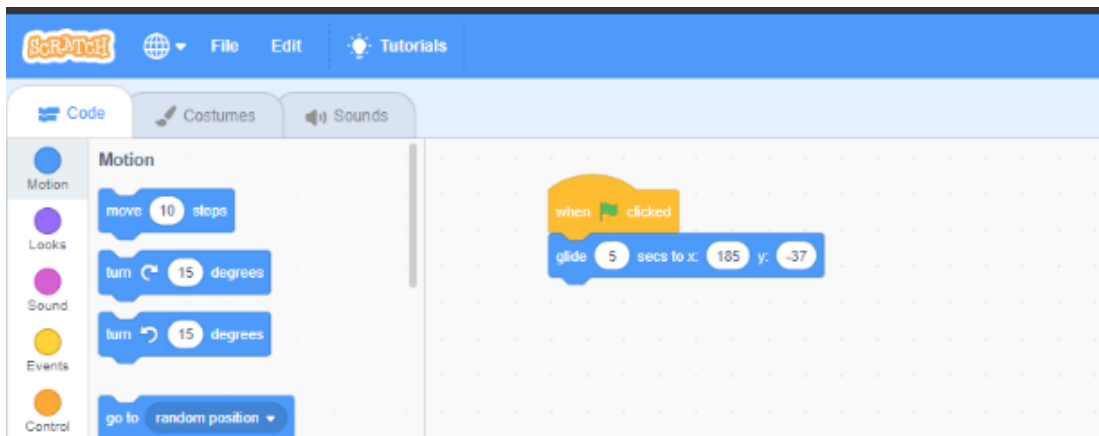 SCRATCH File Edit Tutorials
Code Costumes Sounds
Motion
Looks
Sound
Events
Control
Motion
move 10 steps
turn 15 degrees
turn 15 degrees
go to random position
when clicked
glide 5 secs to x: 185 y: -37